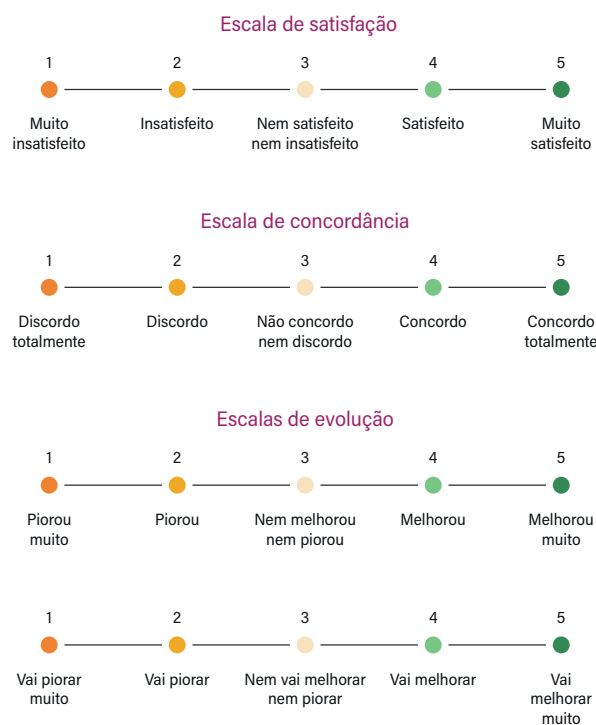 Escala de satisfação
1 2 3 4 5
Muito insatisfeito Insatisfeito Nem satisfeito nem insatisfeito Satisfeito Muito satisfeito
Escala de concordância
1 2 3 4 5
Discordo totalmente Discordo Não concordo nem discordo Concordo Concordo totalmente
Escalas de evolução
1 2 3 4 5
Piorou muito Piorou Nem melhorou nem piorou Melhorou Melhorou muito
1 2 3 4 5
Vai piorar muito Vai piorar Nem vai melhorar nem piorar Vai melhorar Vai melhorar muito